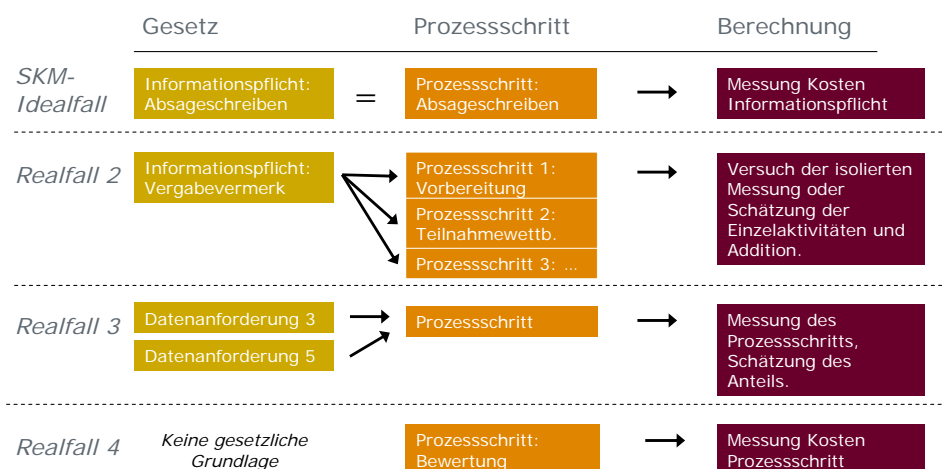 Gesetz
Prozessschritt
Berechnung
SKM-
Idealfall
Informationspflicht:
Absageschreiben
=
Prozessschritt:
Absageschreiben
Messung Kosten
Informationspflicht
Realfall 2
Informationspflicht:
Vergabevermerk
Prozessschritt 1:
Vorbereitung
Prozessschritt 2:
Teilnahmewettb.
Prozessschritt 3: ...
Versuch der isolierten
Messung oder
Schätzung der
Einzelaktivitäten und
Addition.
Realfall 3
Datenanforderung 3
Datenanforderung 5
Prozessschritt
Messung des
Prozessschritts,
Schätzung des
Anteils.
Realfall 4
Keine gesetzliche
Grundlage
Prozessschritt:
Bewertung
Messung Kosten
Prozessschritt